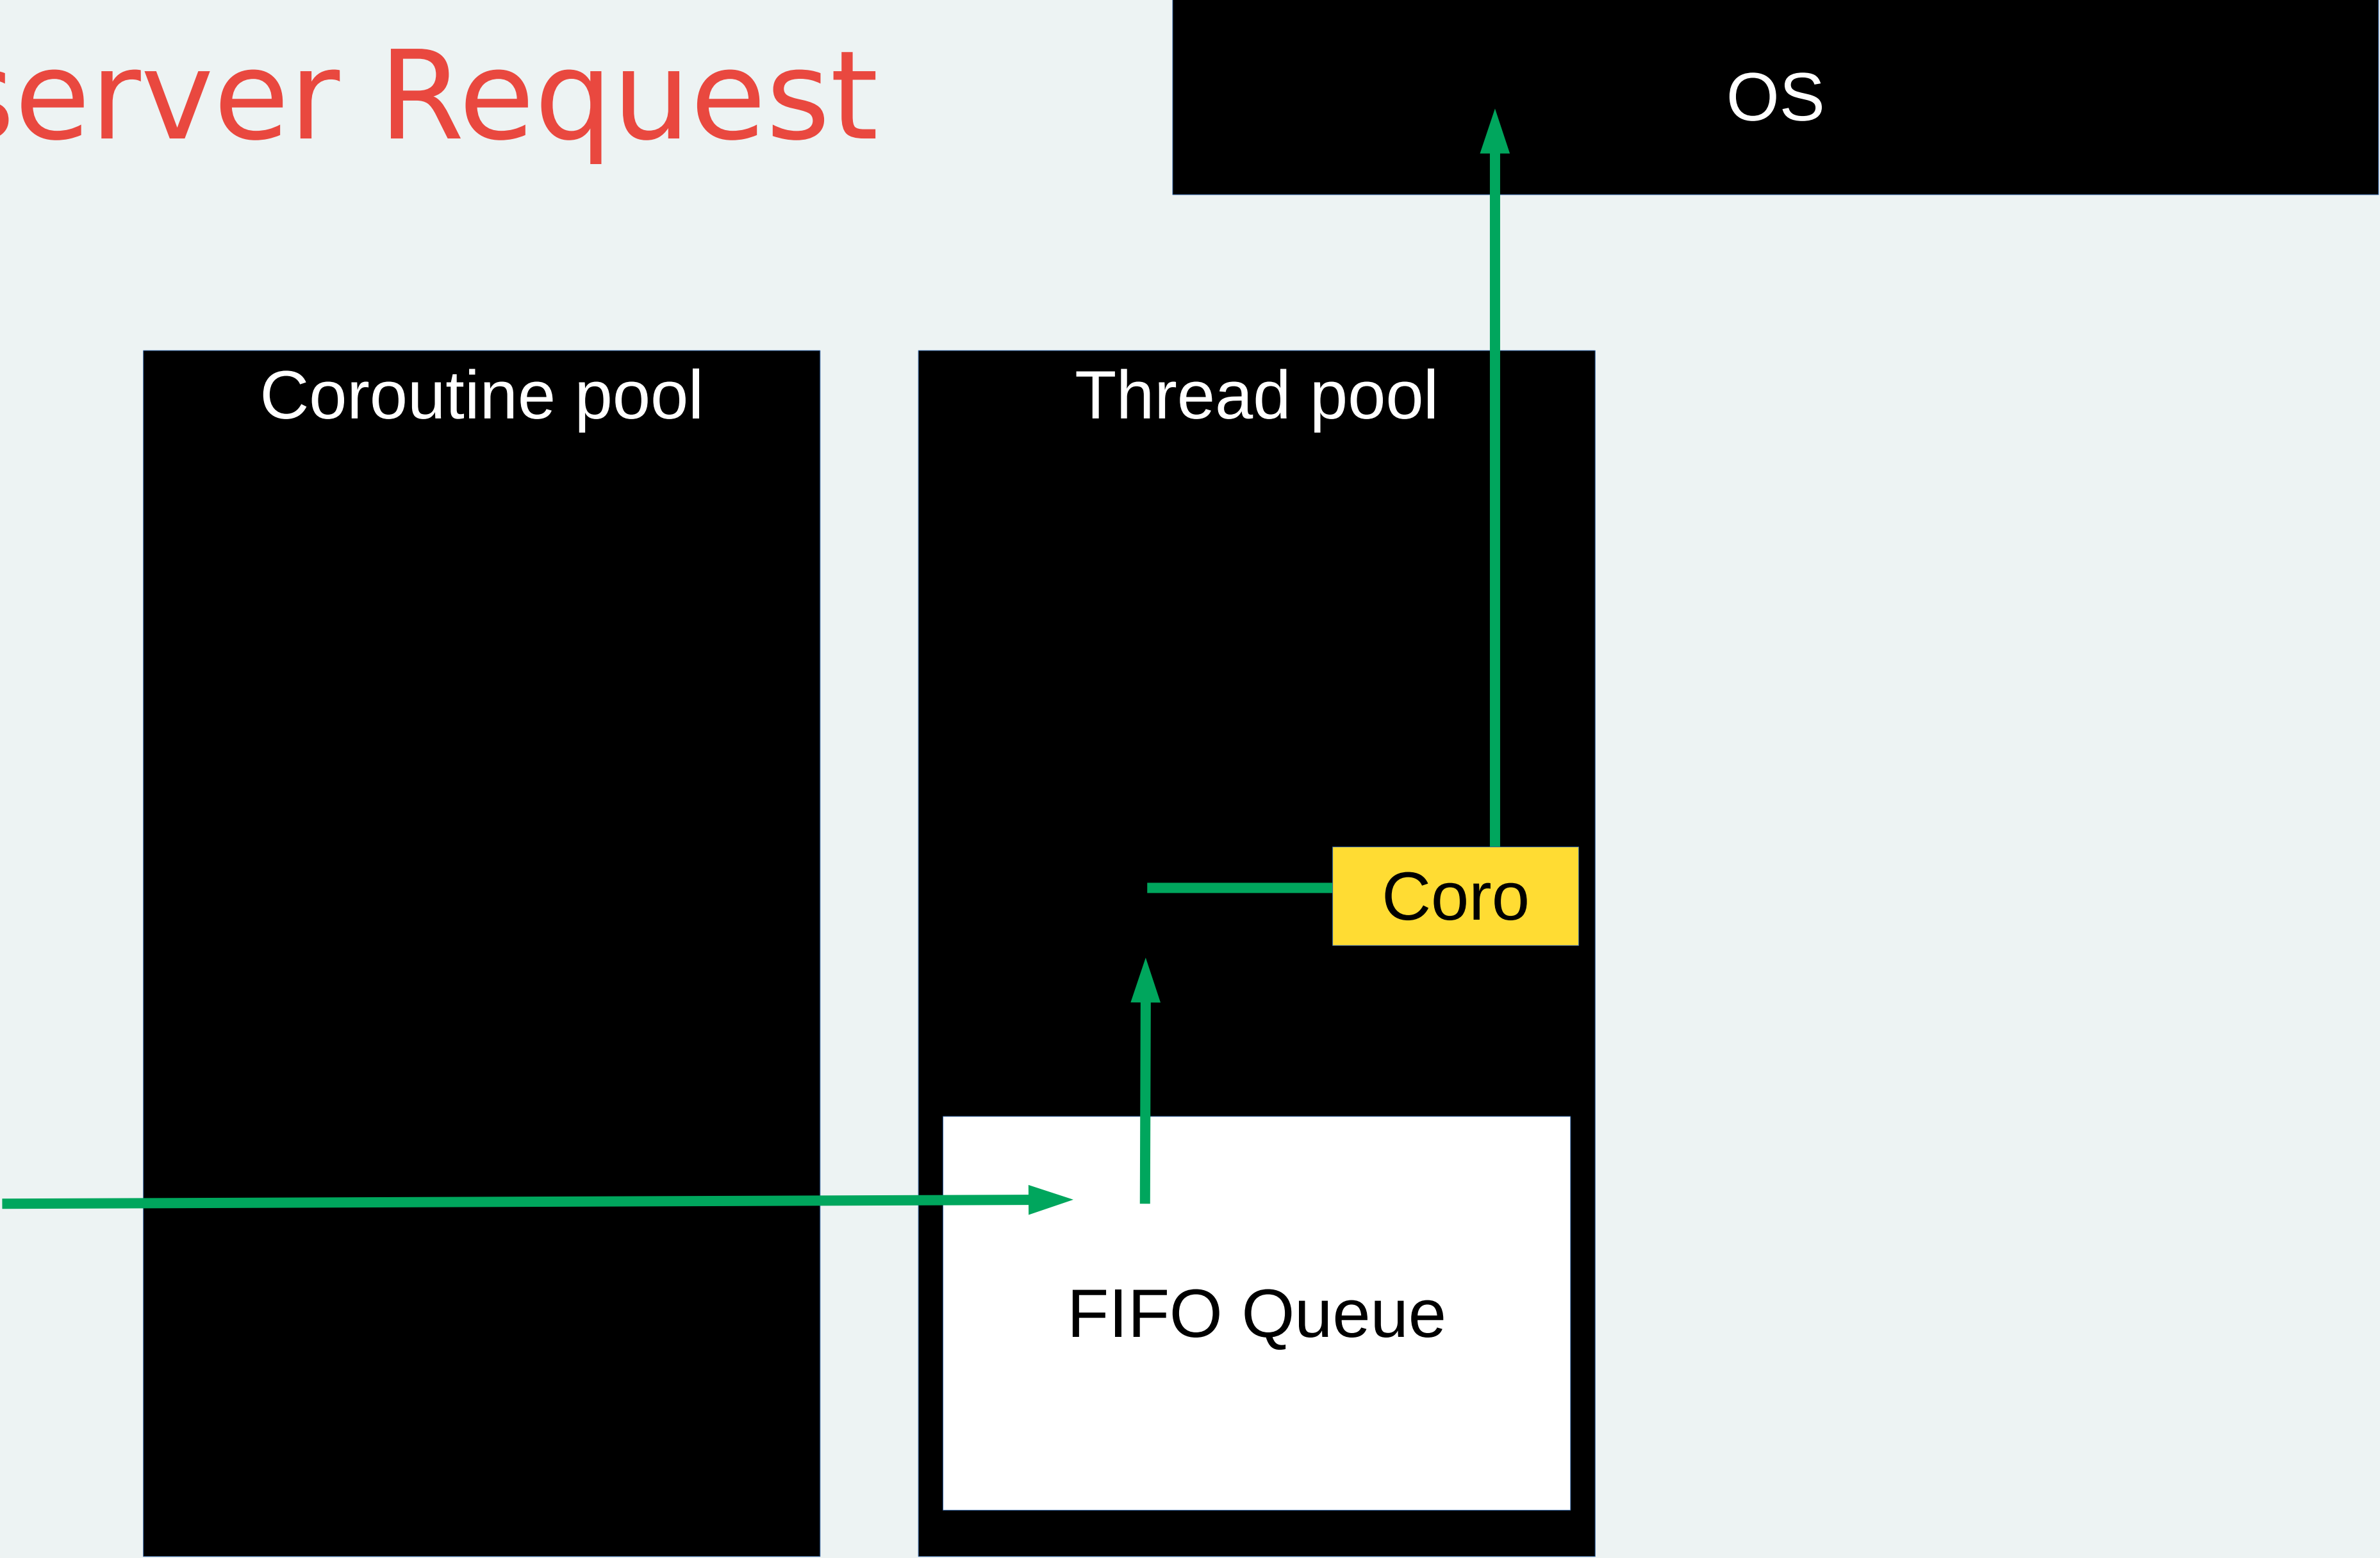 server Request
OS
Coroutine pool
Thread pool
Coro
FIFO Queue